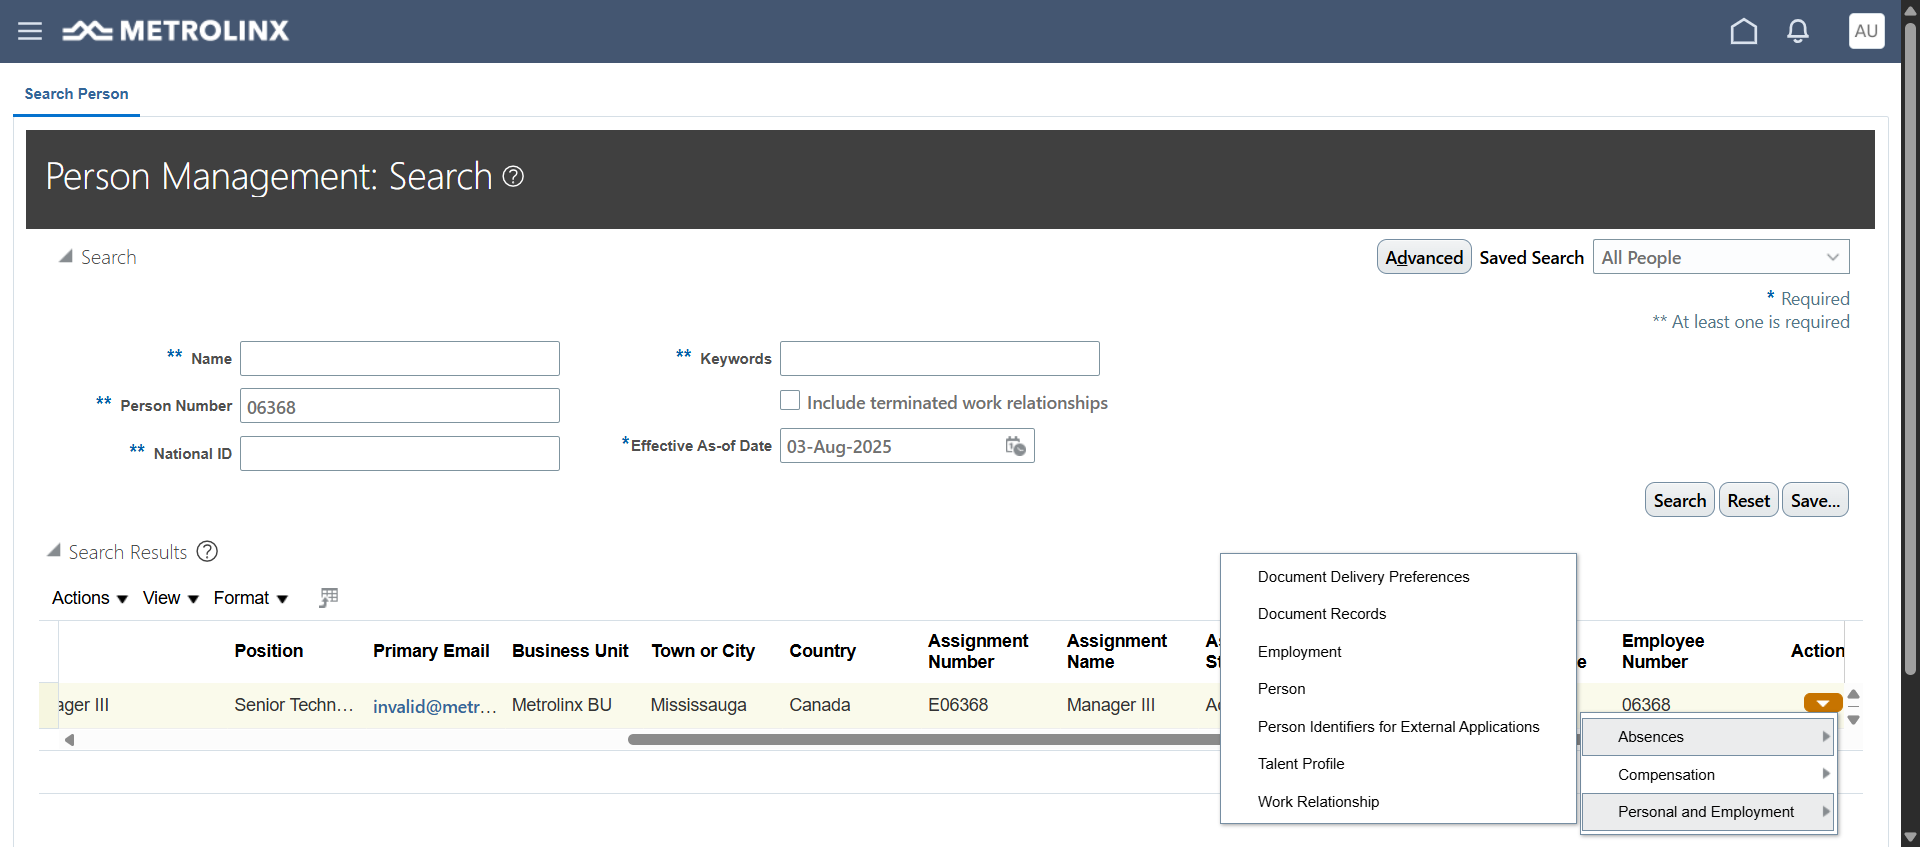 METROLINX
AU
Search Person
Person Management: Search
Search
Advanced Saved Search All People
* Required
** At least one is required
** Name
** Keywords
** Person Number 06368
Include terminated work relationships
** National ID
*Effective As-of Date 03-Aug-2025
Search Reset Save...
Search Results
Actions View Format
Position Primary Email Business Unit Town or City Country Assignment Number Assignment Name Employee Number Action
ager III Senior Techn... invalid@metr... Metrolinx BU Mississauga Canada E06368 Manager III 06368
Document Delivery Preferences
Document Records
Employment
Person
Person Identifiers for External Applications
Talent Profile
Work Relationship
Absences
Compensation
Personal and Employment